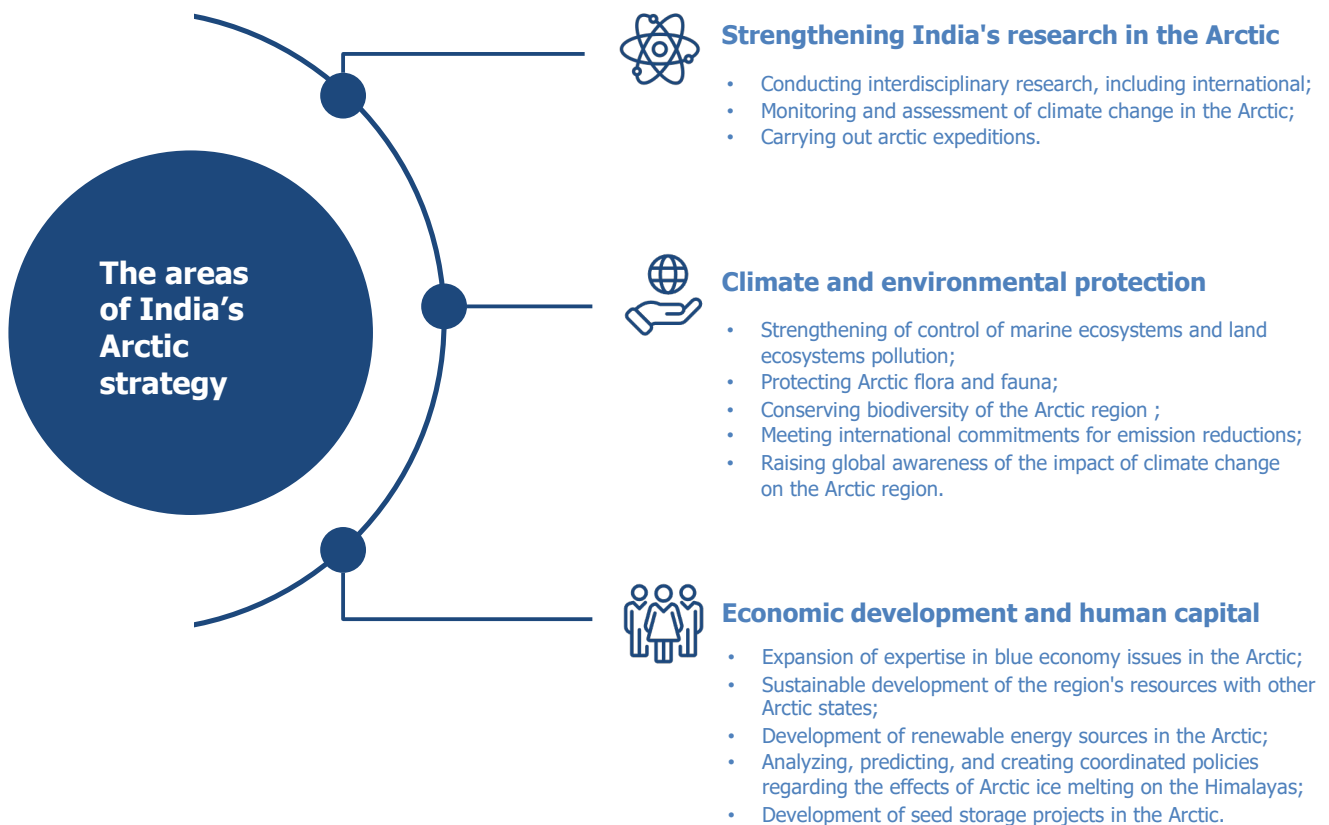 The areas
of India’s
Arctic
strategy
Strengthening India's research in the Arctic
• Conducting interdisciplinary research, including international;
• Monitoring and assessment of climate change in the Arctic;
• Carrying out arctic expeditions.
Climate and environmental protection
• Strengthening of control of marine ecosystems and land
ecosystems pollution;
• Protecting Arctic flora and fauna;
• Conserving biodiversity of the Arctic region ;
• Meeting international commitments for emission reductions;
• Raising global awareness of the impact of climate change
on the Arctic region.
Economic development and human capital
• Expansion of expertise in blue economy issues in the Arctic;
• Sustainable development of the region's resources with other
Arctic states;
• Development of renewable energy sources in the Arctic;
• Analyzing, predicting, and creating coordinated policies
regarding the effects of Arctic ice melting on the Himalayas;
• Development of seed storage projects in the Arctic.